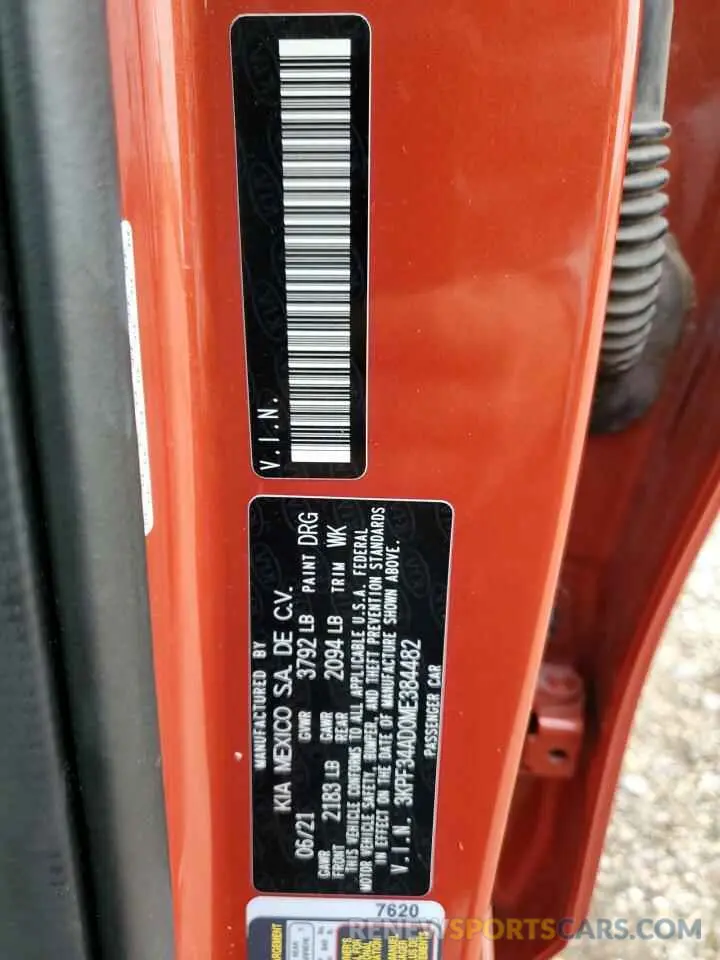 V.I.N.
MANUFACTURED BY
KIA MEXICO S.A. DE C.V.
06/21 GVWR 3792 LB PAINT DRG
GAWR FRONT 2183 LB GAWR REAR 2094 LB TRIM WK
THIS VEHICLE CONFORMS TO ALL APPLICABLE U.S.A. FEDERAL
MOTOR VEHICLE SAFETY, BUMPER, AND THEFT PREVENTION STANDARDS
IN EFFECT ON THE DATE OF MANUFACTURE SHOWN ABOVE.
V.I.N. 3KPF34AD0ME384482
PASSENGER CAR
7620
RENEWSPORTSCARS.COM